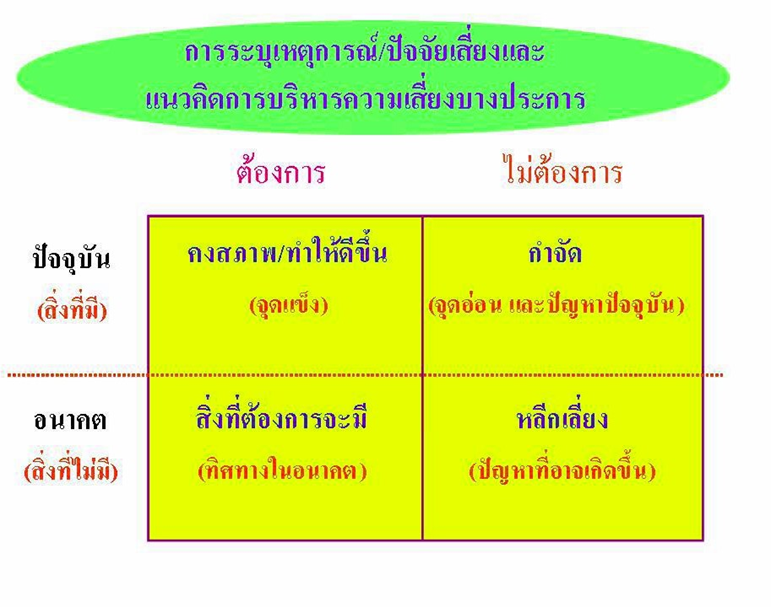 การระบุเหตุการณ์/ปัจจัยเสี่ยงและ
แนวคิดการบริหารความเสี่ยงบางประการ
ต้องการ ไม่ต้องการ
ปัจจุบัน คงสภาพ/ทำให้ดีขึ้น กำจัด
(สิ่งที่มี) (จุดแข็ง) (จุดอ่อน และปัญหาปัจจุบัน)
อนาคต สิ่งที่ต้องการจะมี หลีกเลี่ยง
(สิ่งที่ไม่มี) (ทิศทางในอนาคต) (ปัญหาที่อาจเกิดขึ้น)